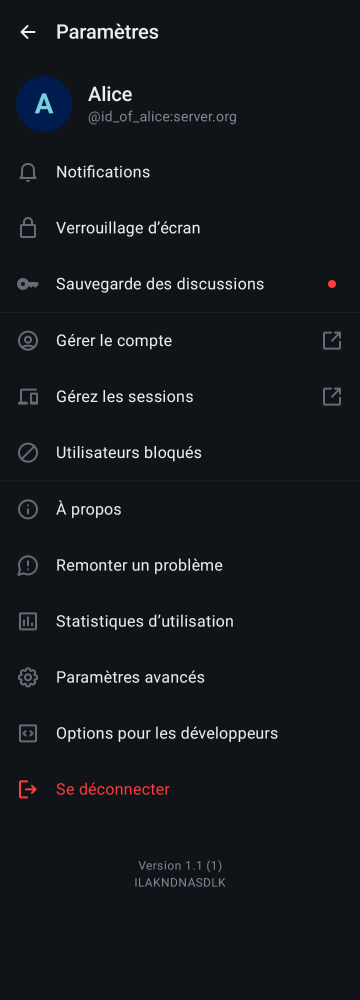 Paramètres
A
Alice
@id_of_alice:server.org
Notifications
Verrouillage d’écran
Sauvegarde des discussions
Gérer le compte
Gérez les sessions
Utilisateurs bloqués
À propos
Remonter un problème
Statistiques d’utilisation
Paramètres avancés
Options pour les développeurs
Se déconnecter
Version 1.1 (1)
ILAKNDNASDLK